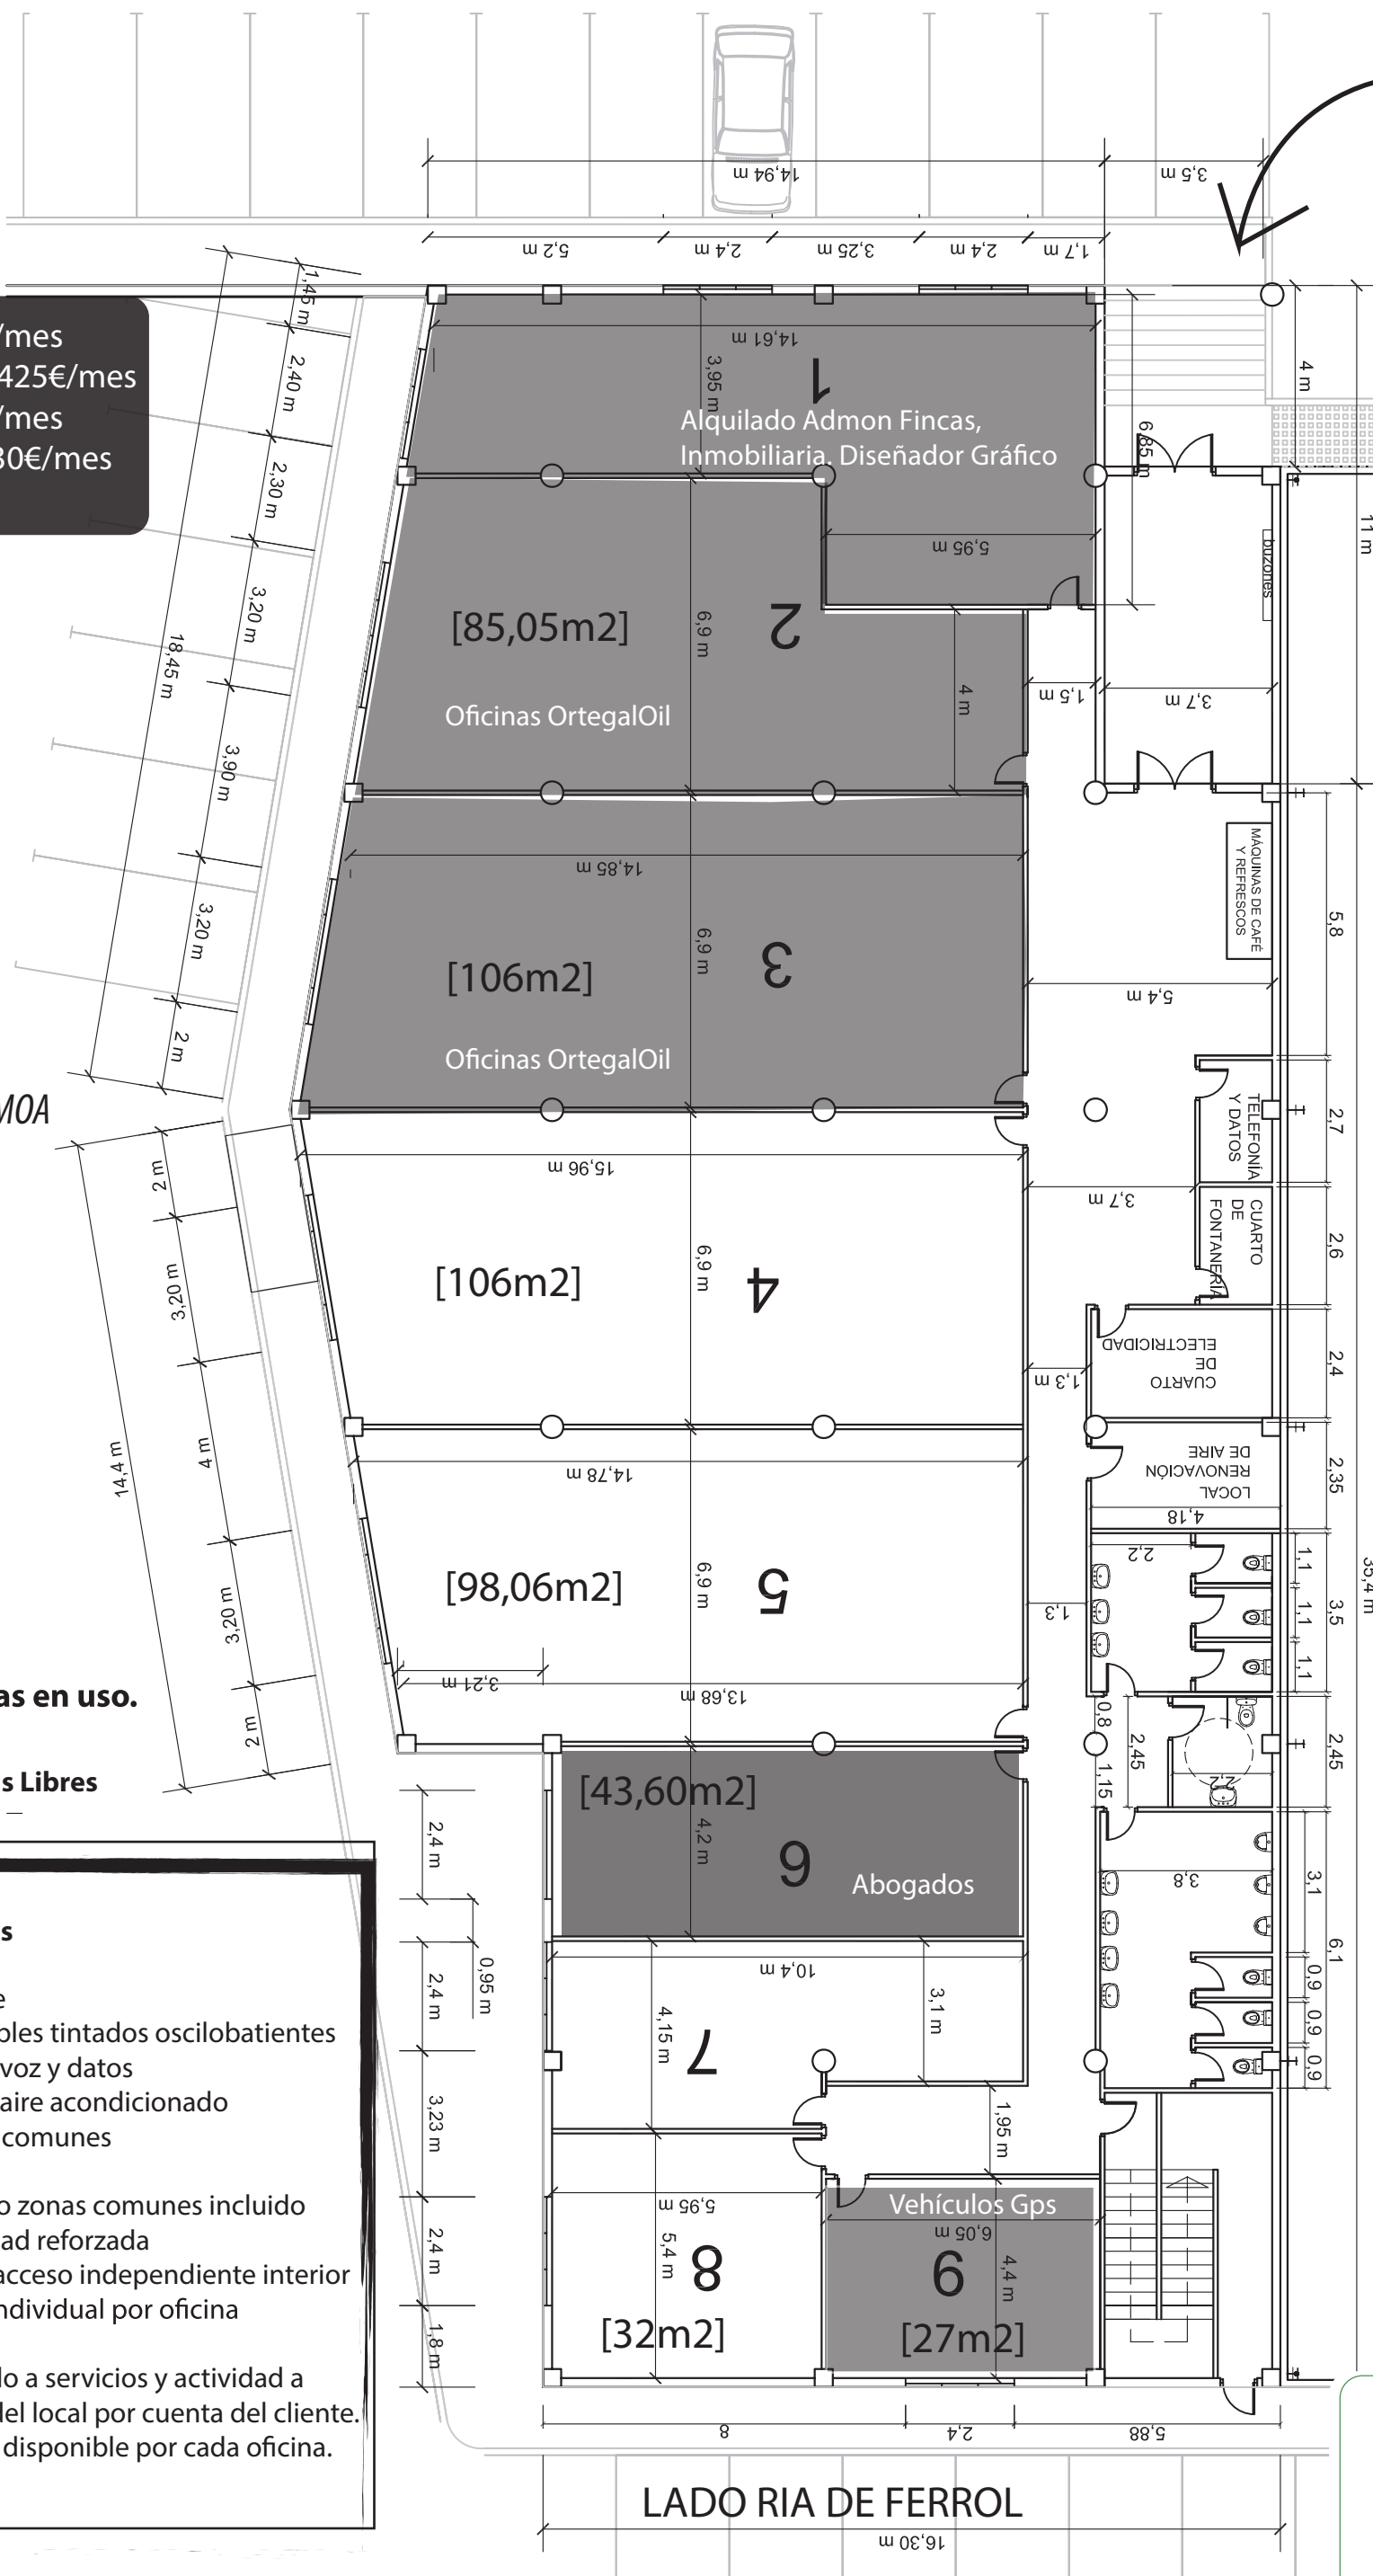 14,94 m
3,5 m
5,2 m
2,4 m
3,25 m
2,4 m
1,7 m
1,45 m
2,40 m
2,30 m
3,20 m
18,45 m
3,90 m
3,20 m
2 m
/mes
425€/mes
/mes
30€/mes
14,61 m
3,95 m
1
Alquilado Admon Fincas,
Inmobiliaria. Diseñador Gráfico
6,85 m
4 m
11 m
5,95 m
buzones
[85,05m2]
6,9 m
2
Oficinas OrtegalOil
4 m
1,5 m
3,7 m
14,85 m
MÁQUINAS DE CAFÉ
Y REFRESCOS
5,8
[106m2]
6,9 m
3
5,4 m
Oficinas OrtegalOil
MOA
TELEFONÍA
Y DATOS
2,7
15,96 m
3,7 m
CUARTO
DE
FONTANERÍA
2,6
2 m
3,20 m
4 m
14,4 m
3,20 m
2 m
[106m2]
6,9 m
4
CUARTO
DE
ELECTRICIDAD
2,4
1,3 m
14,78 m
LOCAL
RENOVACIÓN
DE AIRE
2,35
4,18
2,2
1,1
1,1
1,1
3,5
35,4 m
[98,06m2]
6,9 m
5
1,3
3,21 m
13,68 m
as en uso.
s Libres
0,8
2,45
1,15
2,2
2,45
[43,60m2]
4,2 m
6
Abogados
2,4 m
0,95 m
2,4 m
3,23 m
2,4 m
1,8 m
3,8
3,1
6,1
0,9
0,9
0,9
10,4 m
4,15 m
3,1 m
7
1,95 m
s
e
bles tintados oscilobatientes
voz y datos
aire acondicionado
comunes
o zonas comunes incluido
ad reforzada
acceso independiente interior
ndividual por oficina
do a servicios y actividad a
del local por cuenta del cliente.
disponible por cada oficina.
5,95 m
5,4 m
8
[32m2]
Vehículos Gps
6,05 m
4,4 m
9
[27m2]
8
2,4
5,88
LADO RIA DE FERROL
16,30 m